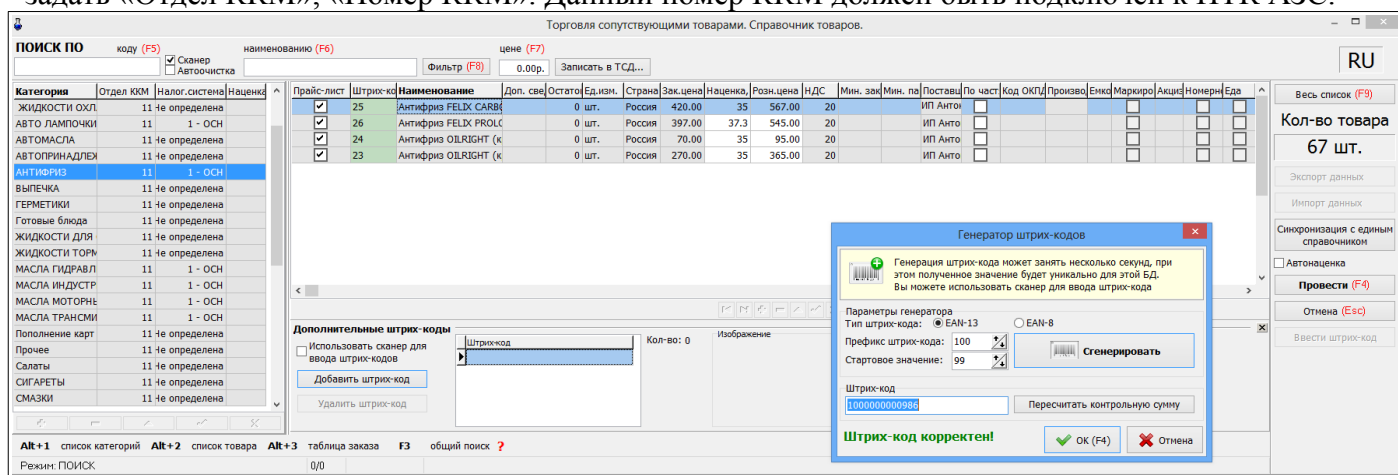 задать «Отдел ККМ», «Номер ККМ». Данный номер ККМ должен быть подключен к ПТК АЗС.
Торговля сопутствующими товарами. Справочник товаров.
ПОИСК ПО коду (F5) наименованию (F6) цене (F7)
Сканер
Автоочистка
Фильтр (F8) 0.00р. Записать в ТСД... RU
Категория Отдел ККМ Налог.система Наценка
ЖИДКОСТИ ОХЛ. 11 Не определена
АВТО ЛАМПОЧКИ 11 1 - ОСН
АВТОМАСЛА 11 Не определена
АВТОПРИНАДЛЕЖ 11 Не определена
АНТИФРИЗ 11 1 - ОСН
ВЫПЕЧКА 11 Не определена
ГЕРМЕТИКИ 11 Не определена
Готовые блюда 11 Не определена
ЖИДКОСТИ ДЛЯ 11 Не определена
ЖИДКОСТИ ТОРМ 11 Не определена
МАСЛА ГИДРАВЛ 11 1 - ОСН
МАСЛА ИНДУСТР 11 1 - ОСН
МАСЛА МОТОРНЬ 11 1 - ОСН
МАСЛА ТРАНСМИ 11 1 - ОСН
Пополнение карт 11 Не определена
Прочее 11 Не определена
Салаты 11 Не определена
СИГАРЕТЫ 11 Не определена
СМАЗКИ 11 Не определена
Прайс-лист Штрих-ко Наименование Доп. све Остато Ед.изм. Страна Зак.цена Наценка, Розн.цена НДС Мин. зак Мин. па Поставщ По част Код ОКПД Произво Емко Маркиро Акциз Номерн Еда
25 Антифриз FELIX CARBO 0 шт. Россия 420.00 35 567.00 20 ИП Антон
26 Антифриз FELIX PROLO 0 шт. Россия 397.00 37.3 545.00 20 ИП Анто
24 Антифриз OILRIGHT (к 0 шт. Россия 70.00 35 95.00 20 ИП Анто
23 Антифриз OILRIGHT (к 0 шт. Россия 270.00 35 365.00 20 ИП Анто
Дополнительные штрих-коды
Использовать сканер для
ввода штрих-кодов
Добавить штрих-код
Удалить штрих-код
Штрих-код
Кол-во: 0
Изображение
Генератор штрих-кодов
Генерация штрих-кода может занять несколько секунд, при
этом полученное значение будет уникально для этой БД.
Вы можете использовать сканер для ввода штрих-кода
Параметры генератора
Тип штрих-кода: EAN-13 EAN-8
Префикс штрих-кода: 100
Стартовое значение: 99
Сгенерировать
Штрих-код
1000000000986 Пересчитать контрольную сумму
Штрих-код корректен! ОК (F4) Отмена
Весь список (F9)
Кол-во товара
67 шт.
Экспорт данных
Импорт данных
Синхронизация с единым
справочником
Автонаценка
Провести (F4)
Отмена (Esc)
Ввести штрих-код
Alt+1 список категорий Alt+2 список товара Alt+3 таблица заказа F3 общий поиск ?
Режим: ПОИСК 0/0